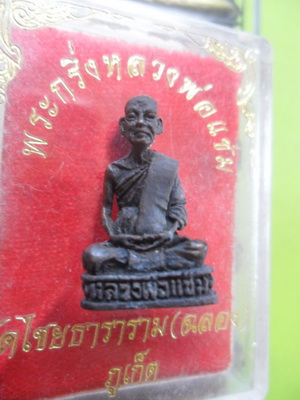 พระกริ่งหลวงพ่อแช่ม
หลวงพ่อแช่ม
วัดไชยธาราราม(ฉลอง)
ภูเก็ต